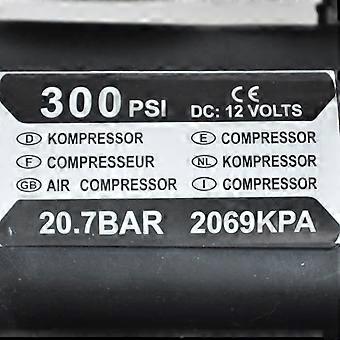 300 PSI CE
DC: 12 VOLTS
D KOMPRESSOR E COMPRESSOR
F COMPRESSEUR NL KOMPRESSOR
GB AIR COMPRESSOR I COMPRESSOR
20.7BAR 2069KPA